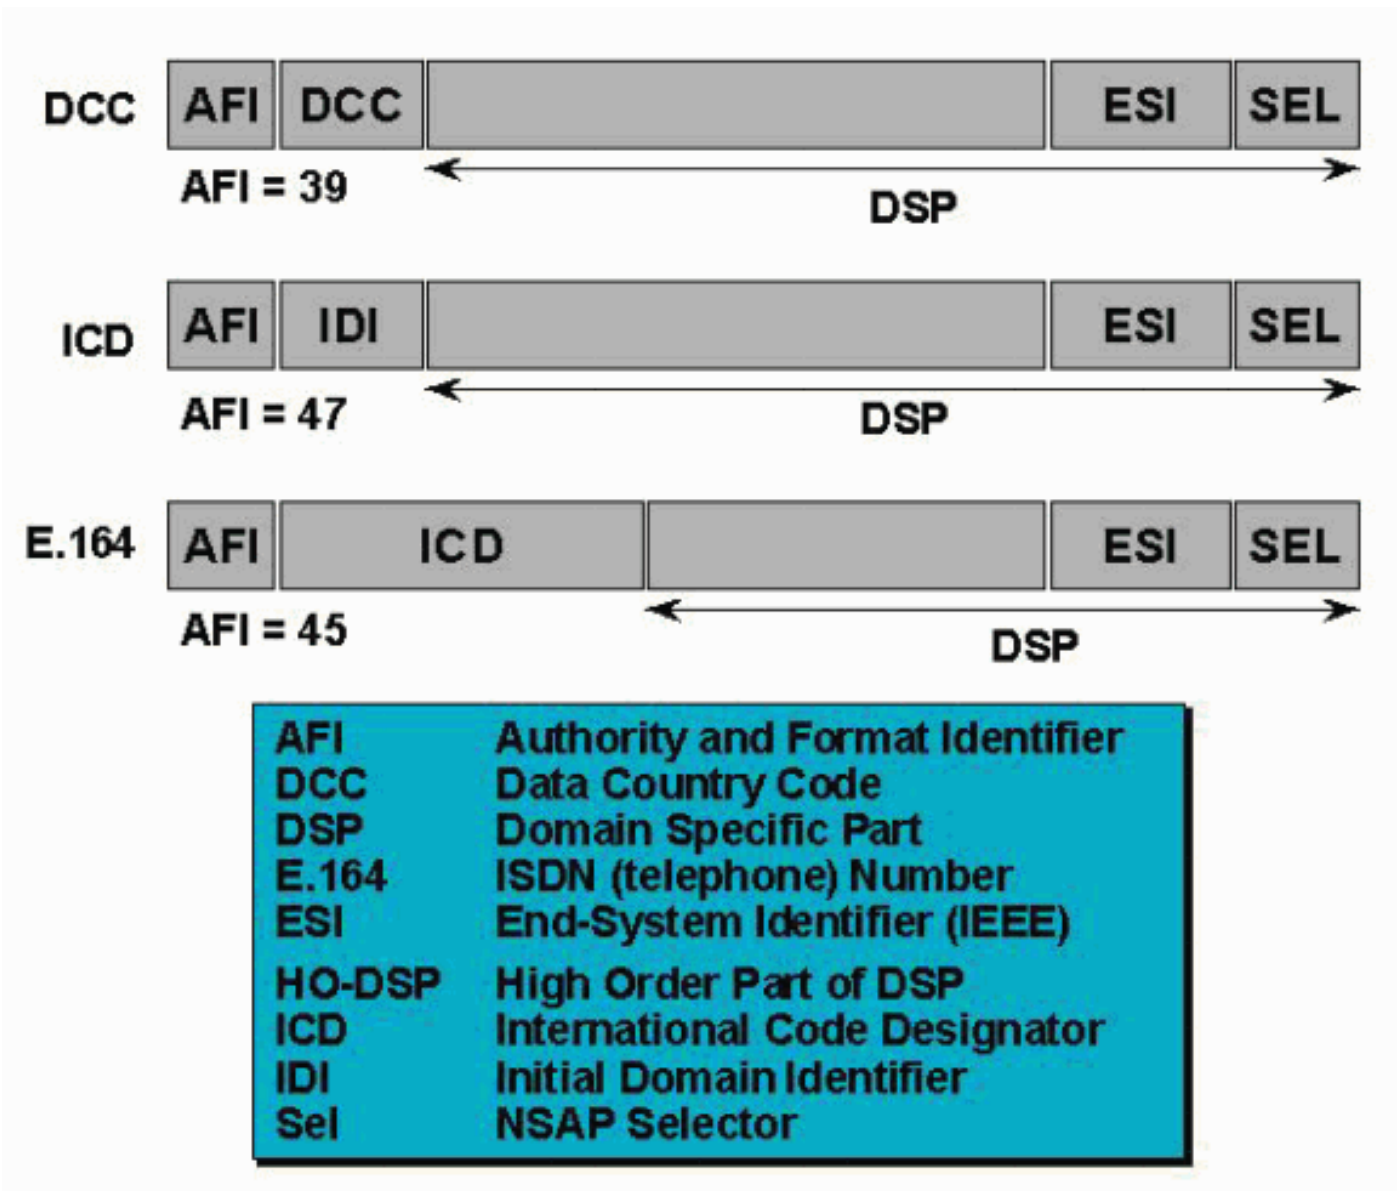 DCC AFI DCC ESI SEL
AFI = 39
DSP
ICD AFI IDI ESI SEL
AFI = 47
DSP
E.164 AFI ICD ESI SEL
AFI = 45
DSP
AFI Authority and Format Identifier
DCC Data Country Code
DSP Domain Specific Part
E.164 ISDN (telephone) Number
ESI End-System Identifier (IEEE)
HO-DSP High Order Part of DSP
ICD International Code Designator
IDI Initial Domain Identifier
Sel NSAP Selector